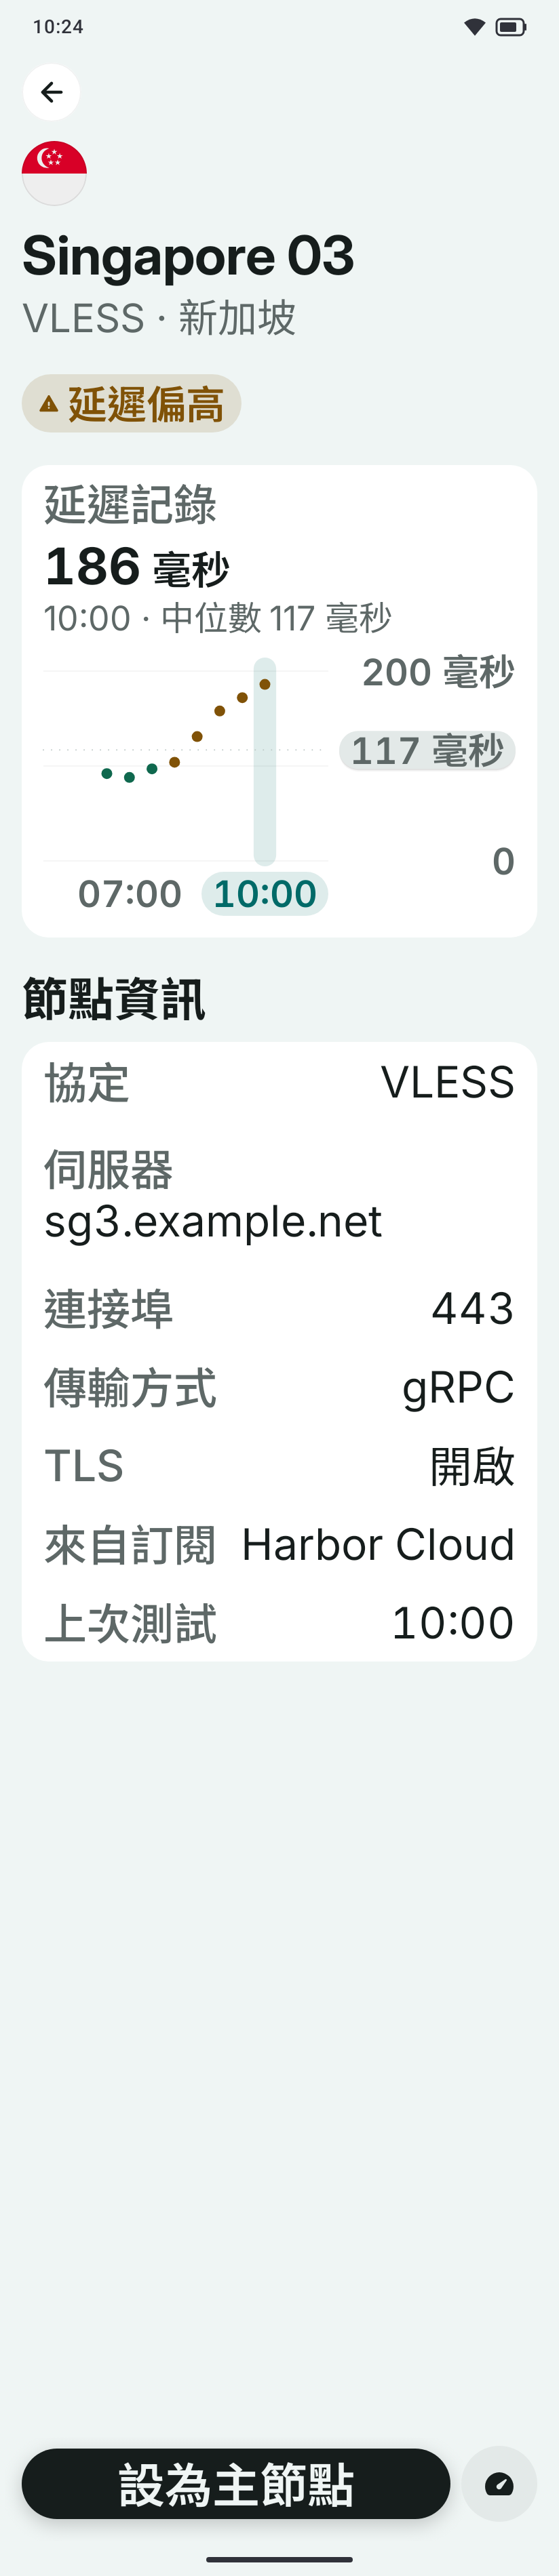 10:24
Singapore 03
VLESS · 新加坡
延遲偏高
延遲記錄
186 毫秒
10:00 · 中位數 117 毫秒
200 毫秒
117 毫秒
0
07:00 10:00
節點資訊
協定 VLESS
伺服器
sg3.example.net
連接埠 443
傳輸方式 gRPC
TLS 開啟
來自訂閱 Harbor Cloud
上次測試 10:00
設為主節點